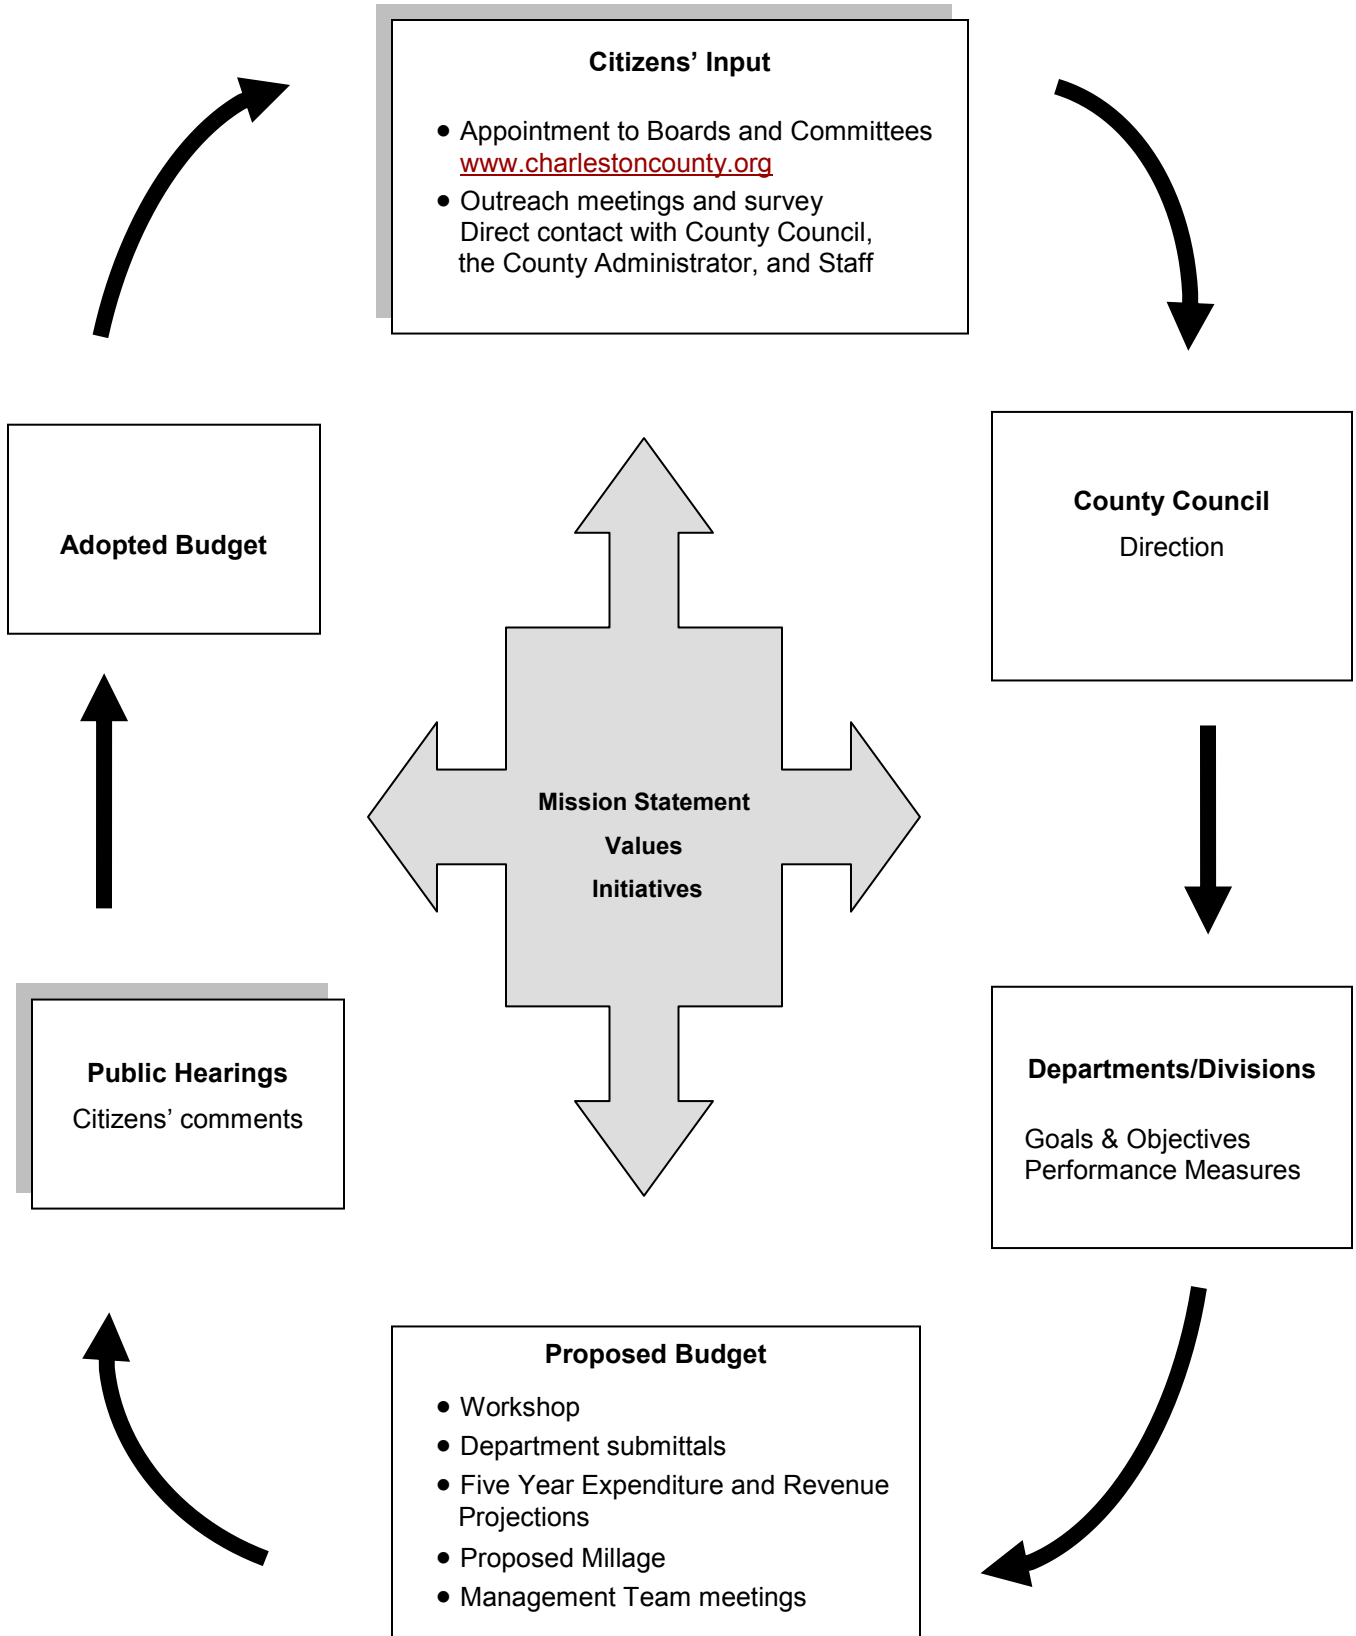 Citizens’ Input
• Appointment to Boards and Committees
www.charlestoncounty.org
• Outreach meetings and survey
Direct contact with County Council,
the County Administrator, and Staff
County Council
Direction
Departments/Divisions
Goals & Objectives
Performance Measures
Proposed Budget
• Workshop
• Department submittals
• Five Year Expenditure and Revenue
Projections
• Proposed Millage
• Management Team meetings
Public Hearings
Citizens’ comments
Adopted Budget
Mission Statement
Values
Initiatives